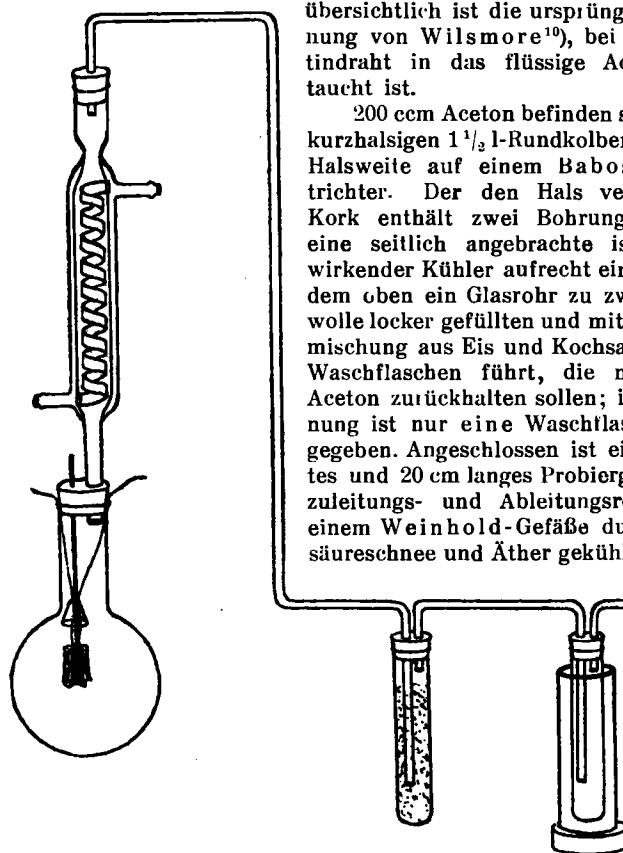 übersichtlich ist die ursprüng
nung von Wilsmore¹⁰), bei
tindraht in das flüssige Ac
taucht ist.
200 ccm Aceton befinden s
kurzhalsigen 1¹/₂ l-Rundkolben
Halsweite auf einem Babos
trichter. Der den Hals ve
Kork enthält zwei Bohrung
eine seitlich angebrachte is
wirkender Kühler aufrecht ein
dem oben ein Glasrohr zu zw
wolle locker gefüllten und mit
mischung aus Eis und Kochsa
Waschflaschen führt, die n
Aceton zurückhalten sollen; i
nung ist nur eine Waschflas
gegeben. Angeschlossen ist ei
tes und 20 cm langes Probierg
zuleitungs- und Ableitungsro
einem Weinhold-Gefäße du
säureschnee und Äther gekühl